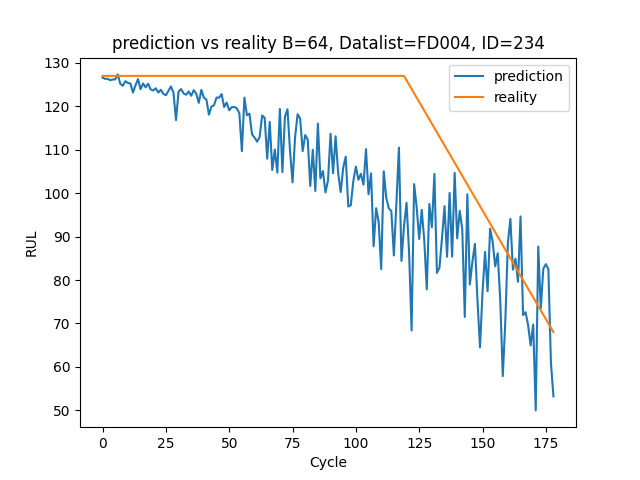 prediction vs reality B=64, Datalist=FD004, ID=234
130
120
110
100
90
80
70
60
50
RUL
prediction
reality
0 25 50 75 100 125 150 175
Cycle